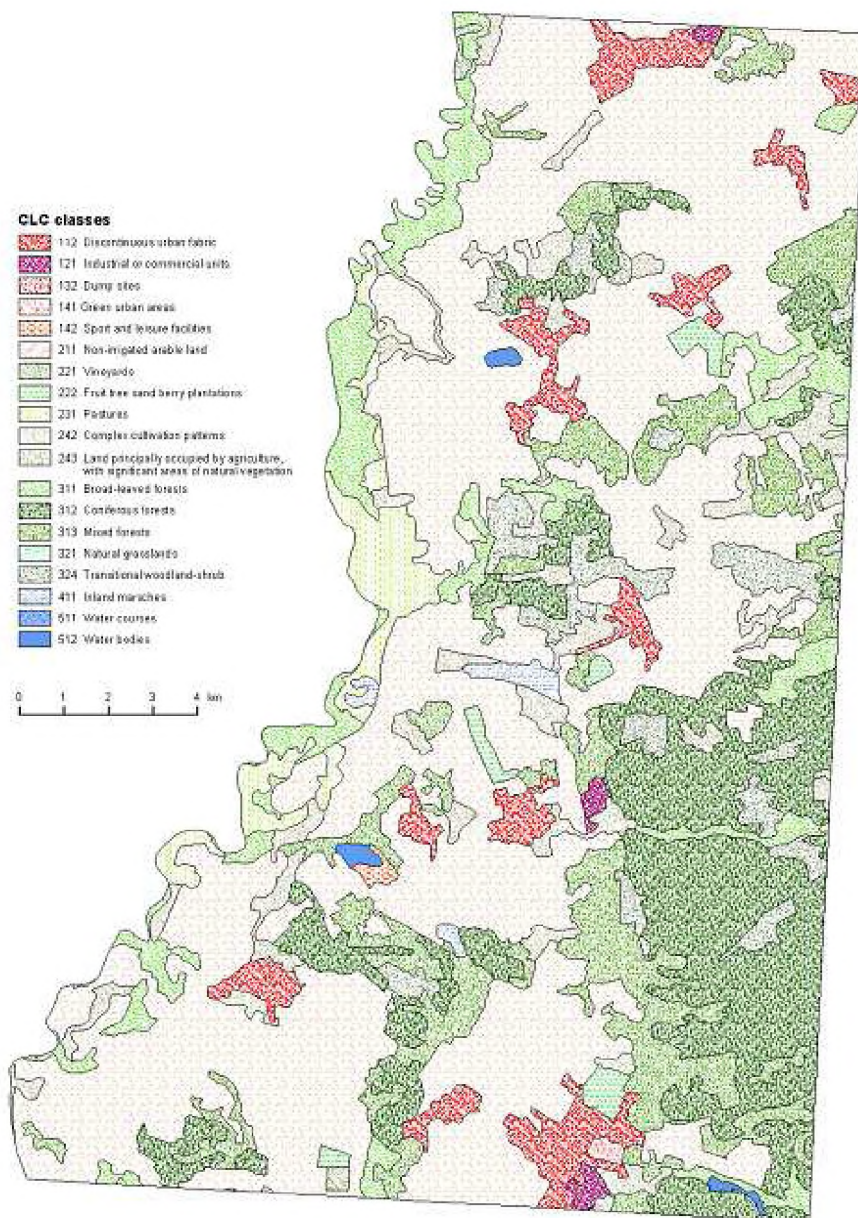 CLC classes
112 Discontinuous urban fabric
121 Industrial or commercial units
132 Dump sites
141 Green urban areas
142 Sport and leisure facilities
211 Non-irrigated arable land
221 Vineyards
222 Fruit tree sand berry plantations
231 Pastures
242 Complex cultivation patterns
243 Land principally occupied by agriculture,
with significant areas of natural vegetation
311 Broad-leaved forests
312 Coniferous forests
313 Mixed forests
321 Natural grasslands
324 Transitional woodland-shrub
411 Inland marshes
511 Water courses
512 Water bodies
0 1 2 3 4 km